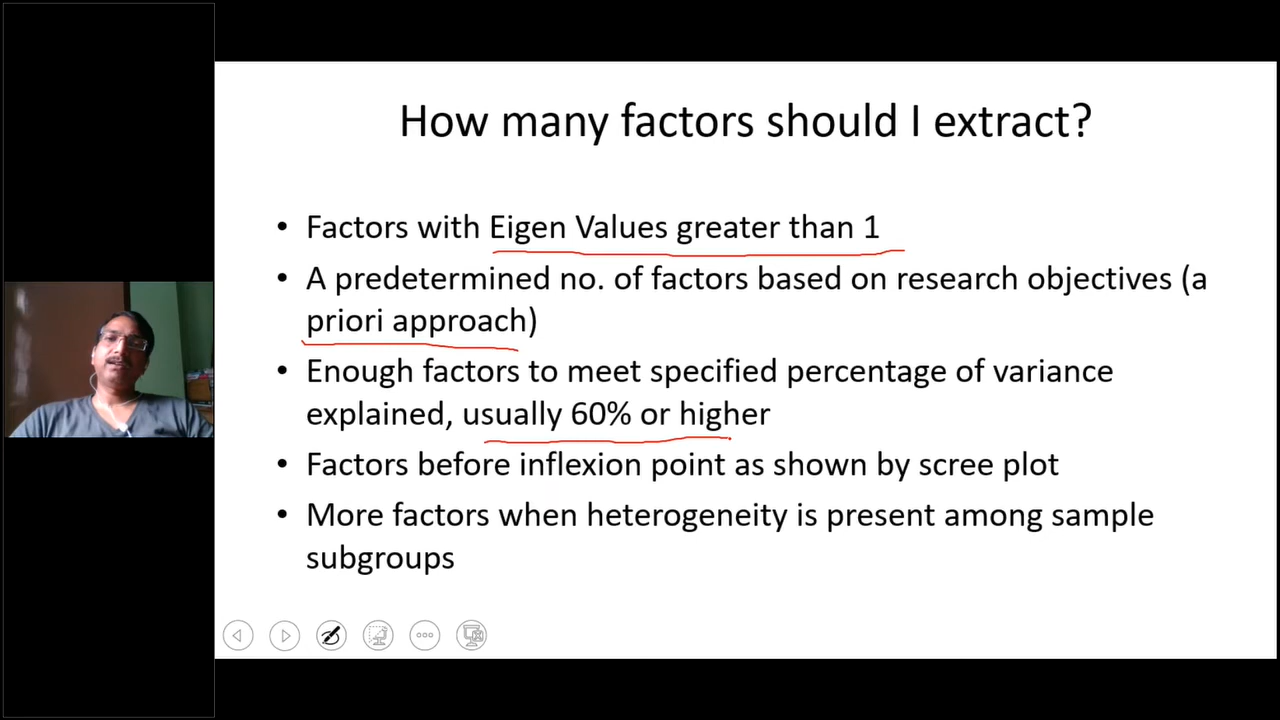 How many factors should I extract?
• Factors with Eigen Values greater than 1
• A predetermined no. of factors based on research objectives (a
priori approach)
• Enough factors to meet specified percentage of variance
explained, usually 60% or higher
• Factors before inflexion point as shown by scree plot
• More factors when heterogeneity is present among sample
subgroups